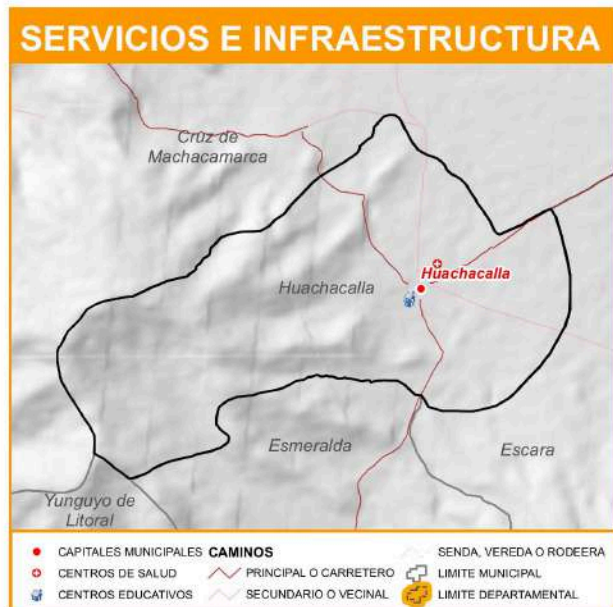 SERVICIOS E INFRAESTRUCTURA
Cruz de
Machacamarca
Huachacalla
Huachacalla
Esmeralda
Escara
Yunguyo de
Litoral
CAPITALES MUNICIPALES
CENTROS DE SALUD
CENTROS EDUCATIVOS
CAMINOS
PRINCIPAL O CARRETERO
SECUNDARIO O VECINAL
SENDA, VEREDA O RODEERA
LIMITE MUNICIPAL
LIMITE DEPARTAMENTAL